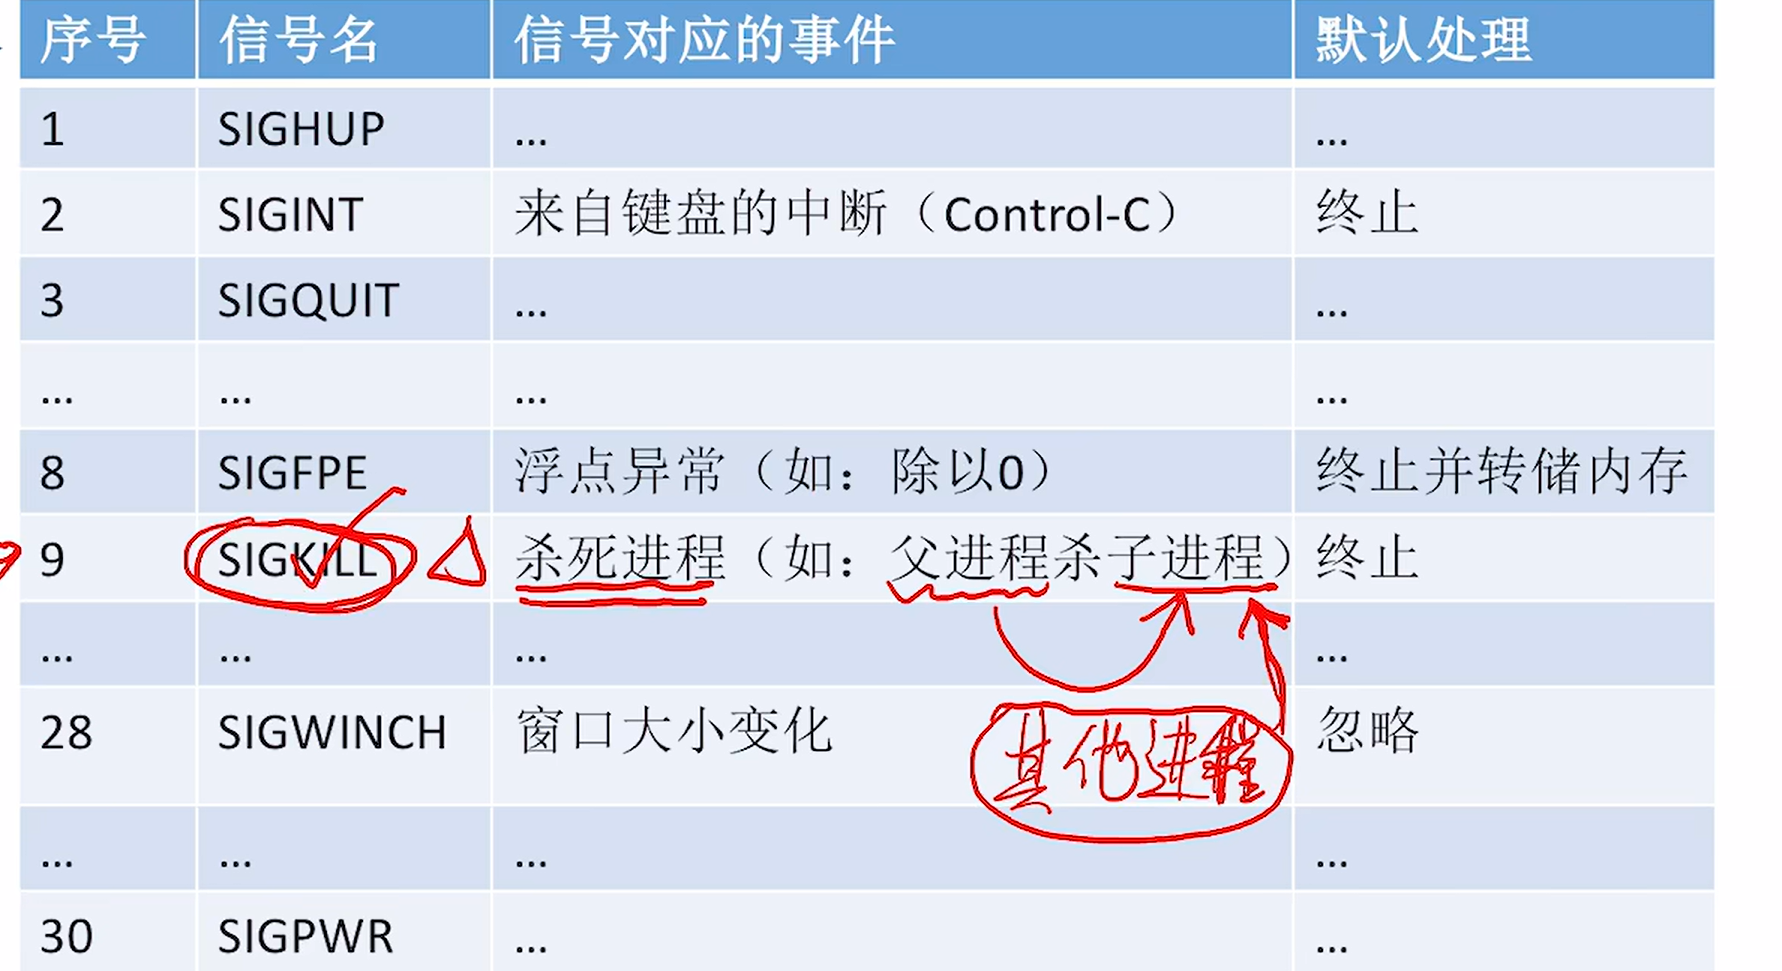 序号 信号名 信号对应的事件 默认处理
1 SIGHUP ... ...
2 SIGINT 来自键盘的中断（Control-C） 终止
3 SIGQUIT ... ...
... ... ... ...
8 SIGFPE 浮点异常（如：除以0） 终止并转储内存
9 SIGKILL 杀死进程（如：父进程杀子进程） 终止
... ... ... ...
28 SIGWINCH 窗口大小变化 忽略
其他进程
... ... ... ...
30 SIGPWR ... ...